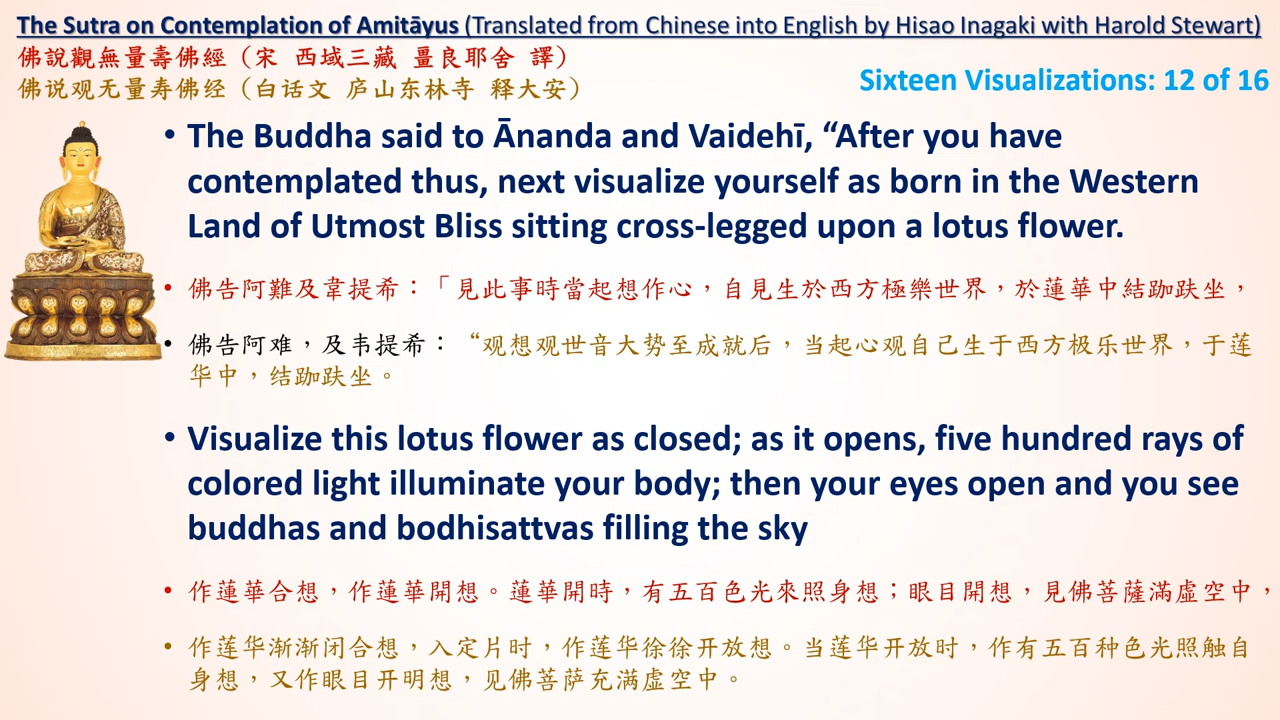 The Sutra on Contemplation of Amitāyus (Translated from Chinese into English by Hisao Inagaki with Harold Stewart)
佛說觀無量壽佛經（宋 西域三藏 畺良耶舍 譯）
佛说观无量寿佛经（白话文 庐山东林寺 释大安）
Sixteen Visualizations: 12 of 16
• The Buddha said to Ānanda and Vaidehī, “After you have
contemplated thus, next visualize yourself as born in the Western
Land of Utmost Bliss sitting cross-legged upon a lotus flower.
• 佛告阿難及韋提希：「見此事時當起想作心，自見生於西方極樂世界，於蓮華中結跏趺坐，
• 佛告阿难，及韦提希：“观想观世音大势至成就后，当起心观自己生于西方极乐世界，于莲
华中，结跏趺坐。
• Visualize this lotus flower as closed; as it opens, five hundred rays of
colored light illuminate your body; then your eyes open and you see
buddhas and bodhisattvas filling the sky
• 作蓮華合想，作蓮華開想。蓮華開時，有五百色光來照身想；眼目開想，見佛菩薩滿虛空中，
• 作莲华渐渐闭合想，入定片时，作莲华徐徐开放想。当莲华开放时，作有五百种色光照触自
身想，又作眼目开明想，见佛菩萨充满虚空中。